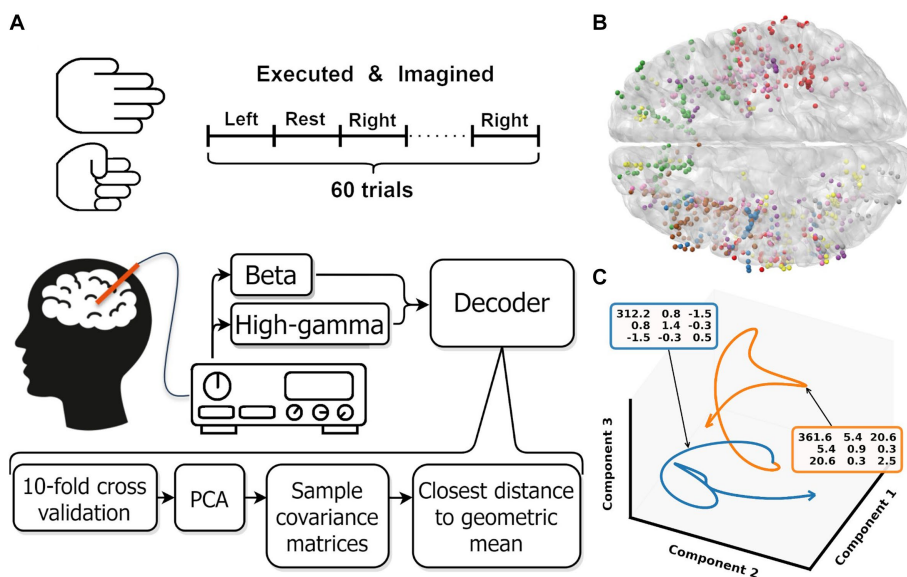 A
Executed & Imagined
Left Rest Right ....... Right
60 trials
Beta
High-gamma
Decoder
10-fold cross
validation
PCA
Sample
covariance
matrices
Closest distance
to geometric
mean
B
C
312.2 0.8 -1.5
0.8 1.4 -0.3
-1.5 -0.3 0.5
361.6 5.4 20.6
5.4 0.9 0.3
20.6 0.3 2.5
Component 3
Component 2
Component 1